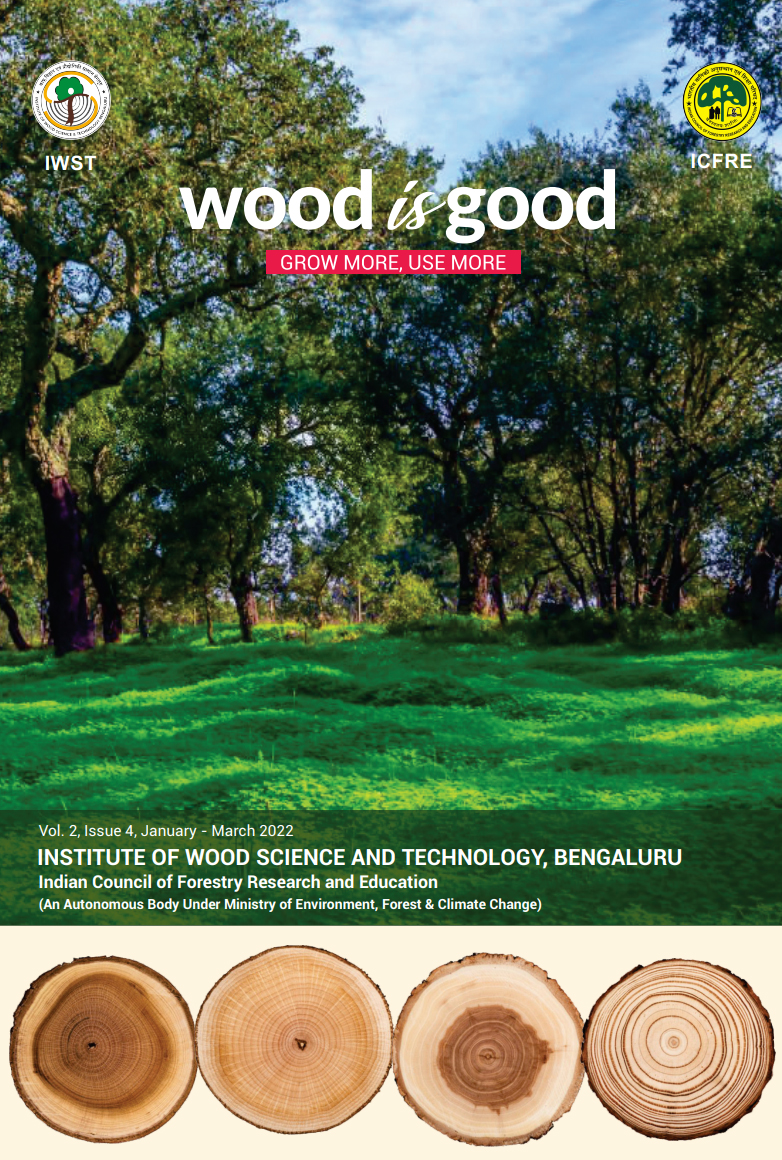 IWST
ICFRE
wood is good
GROW MORE, USE MORE
Vol. 2, Issue 4, January - March 2022
INSTITUTE OF WOOD SCIENCE AND TECHNOLOGY, BENGALURU
Indian Council of Forestry Research and Education
(An Autonomous Body Under Ministry of Environment, Forest & Climate Change)